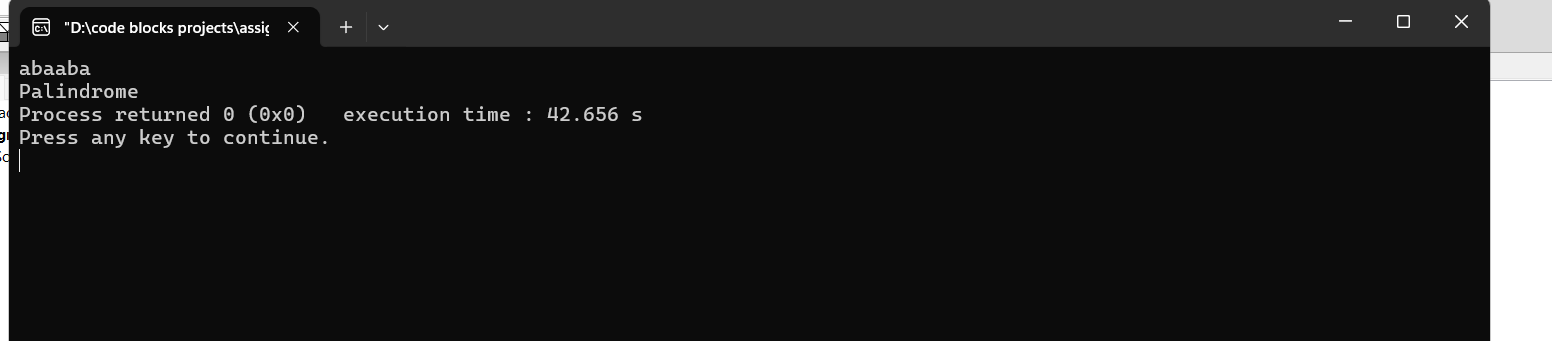 "D:\code blocks projects\assig
abaaba
Palindrome
Process returned 0 (0x0)   execution time : 42.656 s
Press any key to continue.